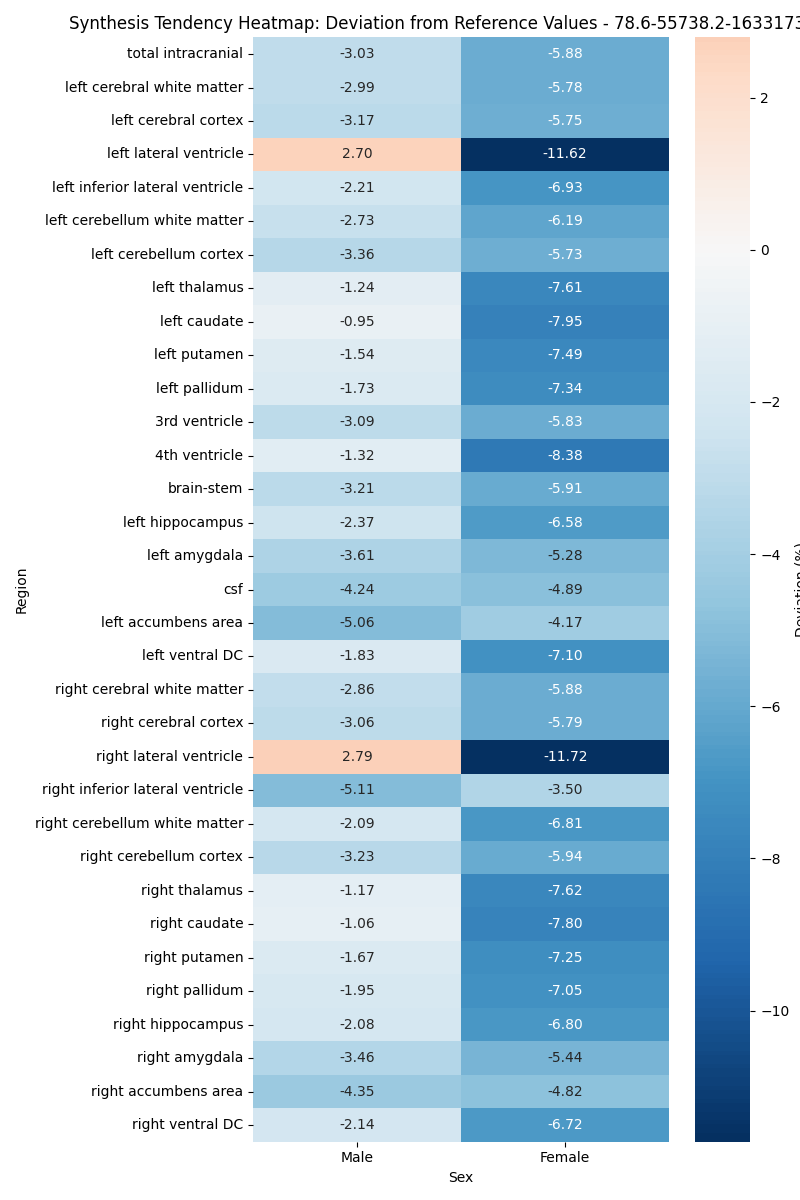 Synthesis Tendency Heatmap: Deviation from Reference Values - 78.6-55738.2-1633173
total intracranial -3.03 -5.88
left cerebral white matter -2.99 -5.78
left cerebral cortex -3.17 -5.75
left lateral ventricle 2.70 -11.62
left inferior lateral ventricle -2.21 -6.93
left cerebellum white matter -2.73 -6.19
left cerebellum cortex -3.36 -5.73
left thalamus -1.24 -7.61
left caudate -0.95 -7.95
left putamen -1.54 -7.49
left pallidum -1.73 -7.34
3rd ventricle -3.09 -5.83
4th ventricle -1.32 -8.38
brain-stem -3.21 -5.91
left hippocampus -2.37 -6.58
left amygdala -3.61 -5.28
csf -4.24 -4.89
left accumbens area -5.06 -4.17
left ventral DC -1.83 -7.10
right cerebral white matter -2.86 -5.88
right cerebral cortex -3.06 -5.79
right lateral ventricle 2.79 -11.72
right inferior lateral ventricle -5.11 -3.50
right cerebellum white matter -2.09 -6.81
right cerebellum cortex -3.23 -5.94
right thalamus -1.17 -7.62
right caudate -1.06 -7.80
right putamen -1.67 -7.25
right pallidum -1.95 -7.05
right hippocampus -2.08 -6.80
right amygdala -3.46 -5.44
right accumbens area -4.35 -4.82
right ventral DC -2.14 -6.72
Male Female
Sex
Region
2
0
−2
−4
−6
−8
−10
Deviation (%)